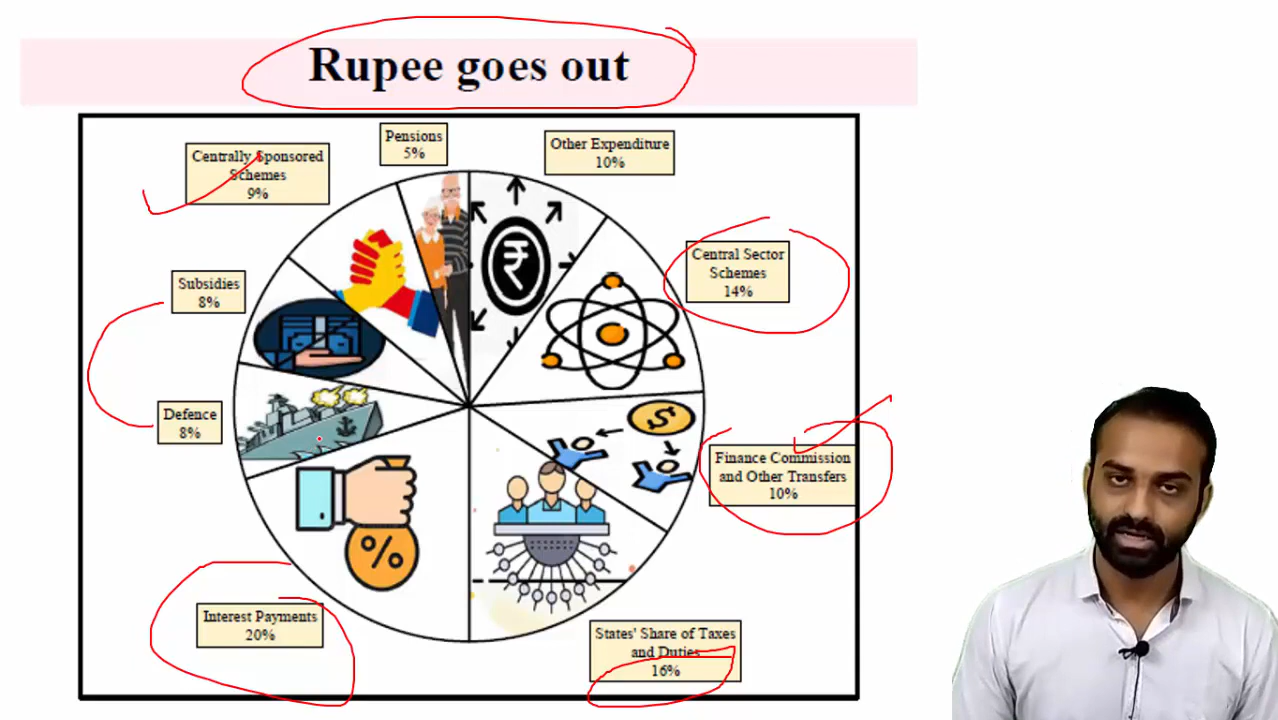 Rupee goes out
Pensions
5%
Other Expenditure
10%
Centrally Sponsored
Schemes
9%
Central Sector
Schemes
14%
Subsidies
8%
Defence
8%
Finance Commission
and Other Transfers
10%
Interest Payments
20%
States' Share of Taxes
and Duties
16%
₹
$
%